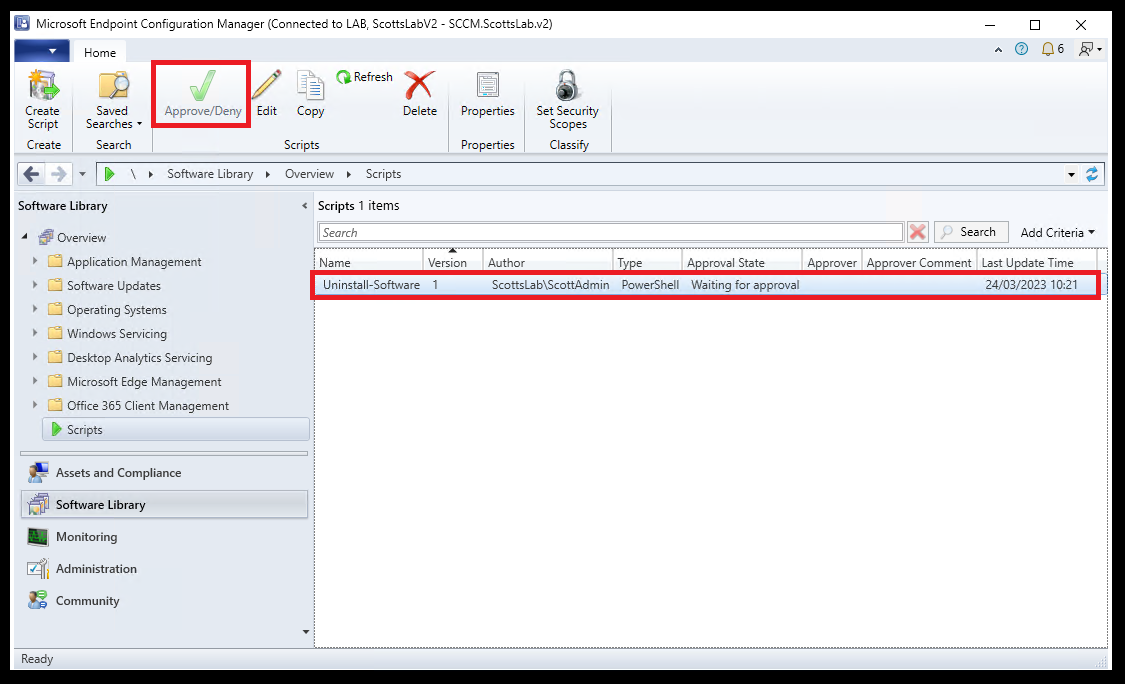 Microsoft Endpoint Configuration Manager (Connected to LAB, ScottsLabV2 - SCCM.ScottsLab.v2)
Home
6
Create Script
Saved Searches
Approve/Deny
Edit
Copy
Refresh
Delete
Properties
Set Security Scopes
Create
Search
Scripts
Properties
Classify
\ Software Library Overview Scripts
Software Library
Overview
Application Management
Software Updates
Operating Systems
Windows Servicing
Desktop Analytics Servicing
Microsoft Edge Management
Office 365 Client Management
Scripts
Assets and Compliance
Software Library
Monitoring
Administration
Community
Scripts 1 items
Search
Search
Add Criteria
Name Version Author Type Approval State Approver Approver Comment Last Update Time
Uninstall-Software 1 ScottsLab\ScottAdmin PowerShell Waiting for approval 24/03/2023 10:21
Ready